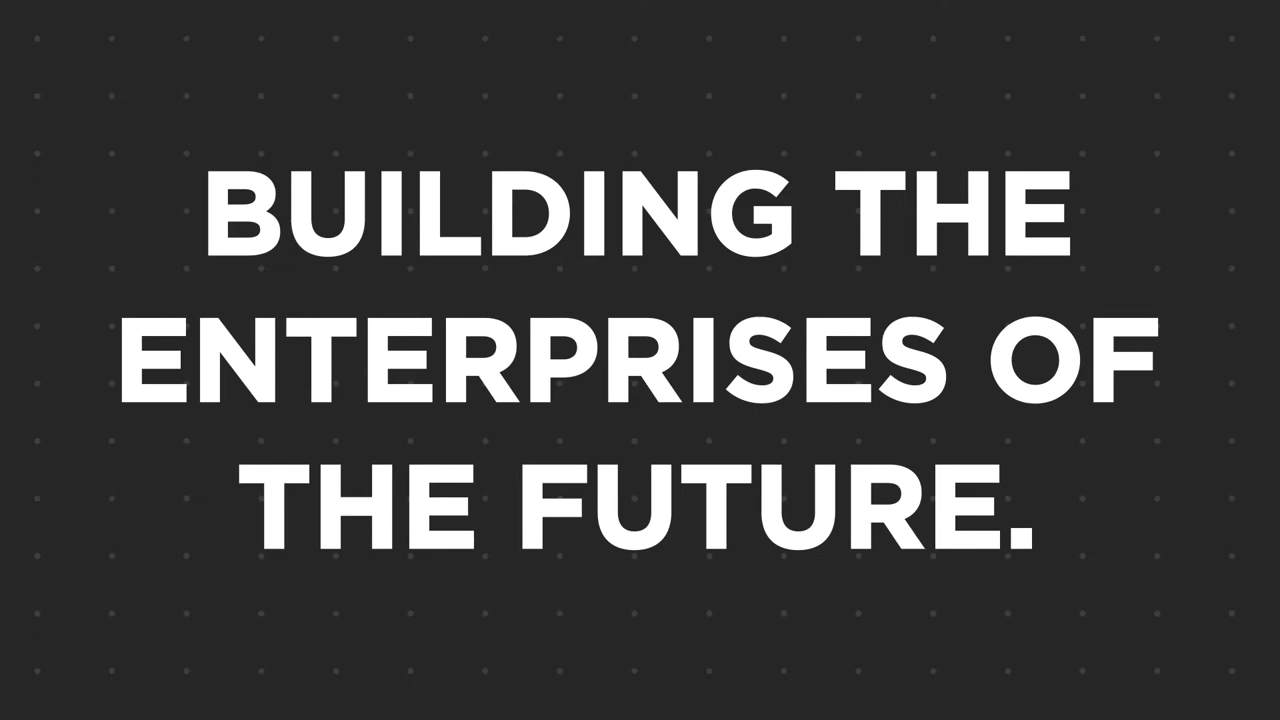 BUILDING THE
ENTERPRISES OF
THE FUTURE.